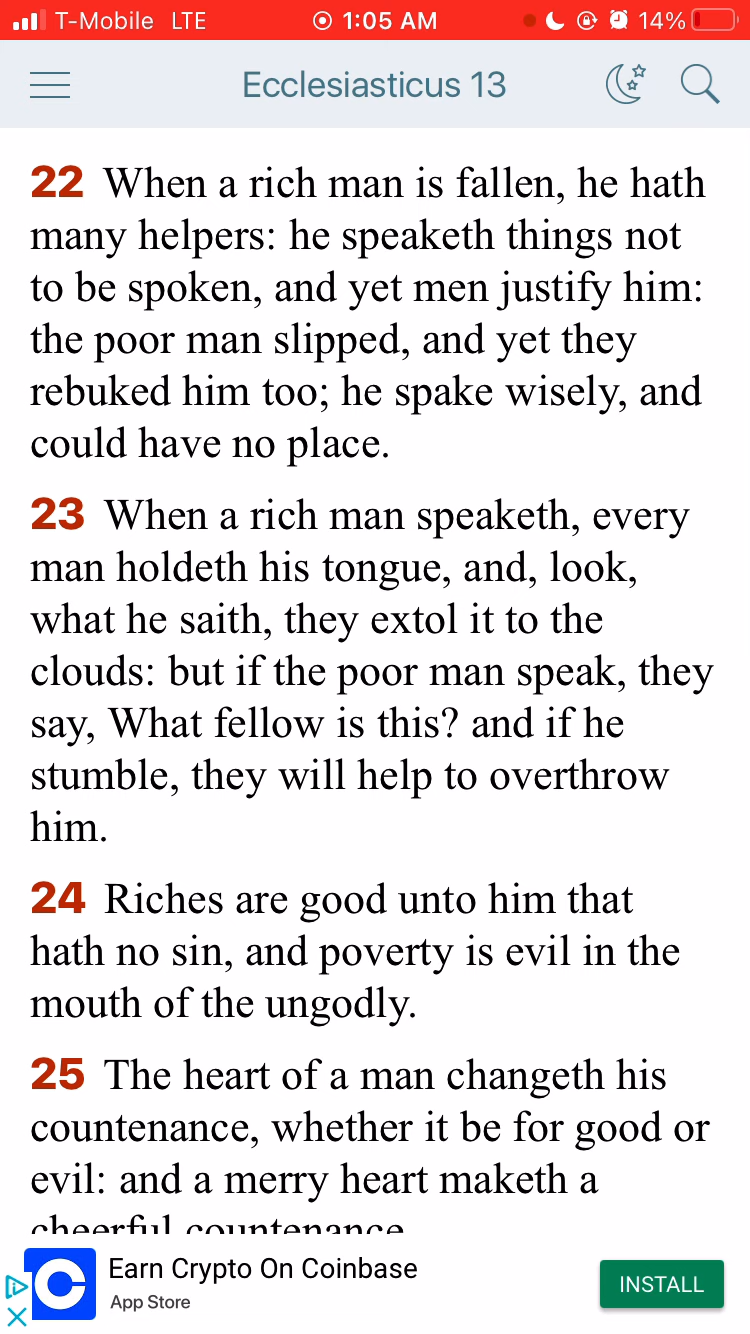 T-Mobile LTE 1:05 AM 14%
Ecclesiasticus 13
22 When a rich man is fallen, he hath
many helpers: he speaketh things not
to be spoken, and yet men justify him:
the poor man slipped, and yet they
rebuked him too; he spake wisely, and
could have no place.
23 When a rich man speaketh, every
man holdeth his tongue, and, look,
what he saith, they extol it to the
clouds: but if the poor man speak, they
say, What fellow is this? and if he
stumble, they will help to overthrow
him.
24 Riches are good unto him that
hath no sin, and poverty is evil in the
mouth of the ungodly.
25 The heart of a man changeth his
countenance, whether it be for good or
evil: and a merry heart maketh a
cheerful countenance
Earn Crypto On Coinbase
App Store
INSTALL